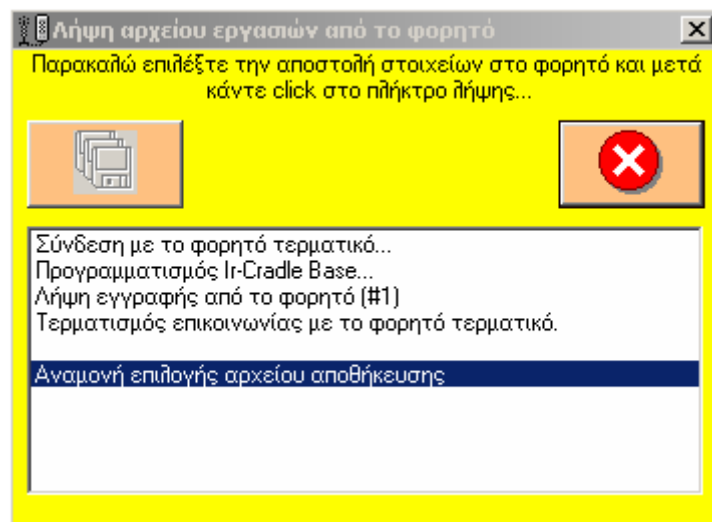 Λήψη αρχείου εργασιών από το φορητό
Παρακαλώ επιλέξτε την αποστολή στοιχείων στο φορητό και μετά
κάντε click στο πλήκτρο λήψης...
Σύνδεση με το φορητό τερματικό...
Προγραμματισμός Ir-Cradle Base...
Λήψη εγγραφής από το φορητό (#1)
Τερματισμός επικοινωνίας με το φορητό τερματικό.
Αναμονή επιλογής αρχείου αποθήκευσης